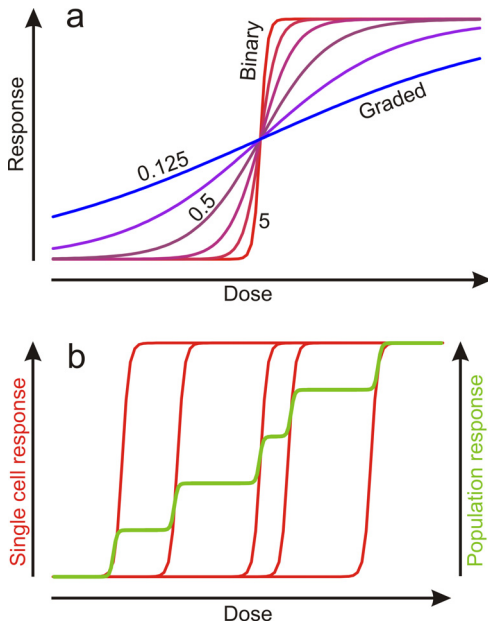 a
Response
Binary
Graded
0.125
0.5
5
Dose
b
Single cell response
Population response
Dose